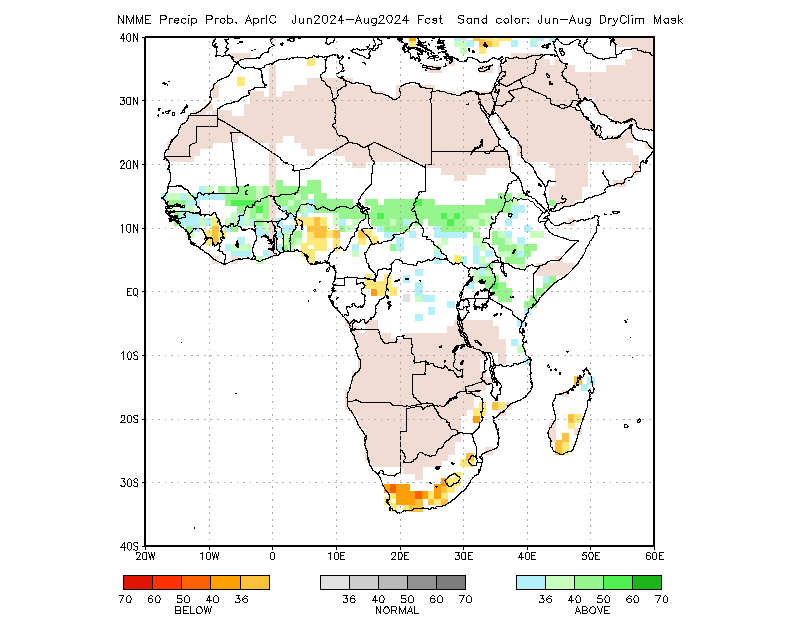 NMME Precip Prob. AprIC  Jun2024-Aug2024 Fcst  Sand color: Jun-Aug DryClim Mask
40N
30N
20N
10N
EQ
10S
20S
30S
40S
20W 10W 0 10E 20E 30E 40E 50E 60E
70 60 50 40 36 36 40 50 60 70 36 40 50 60 70
BELOW NORMAL ABOVE